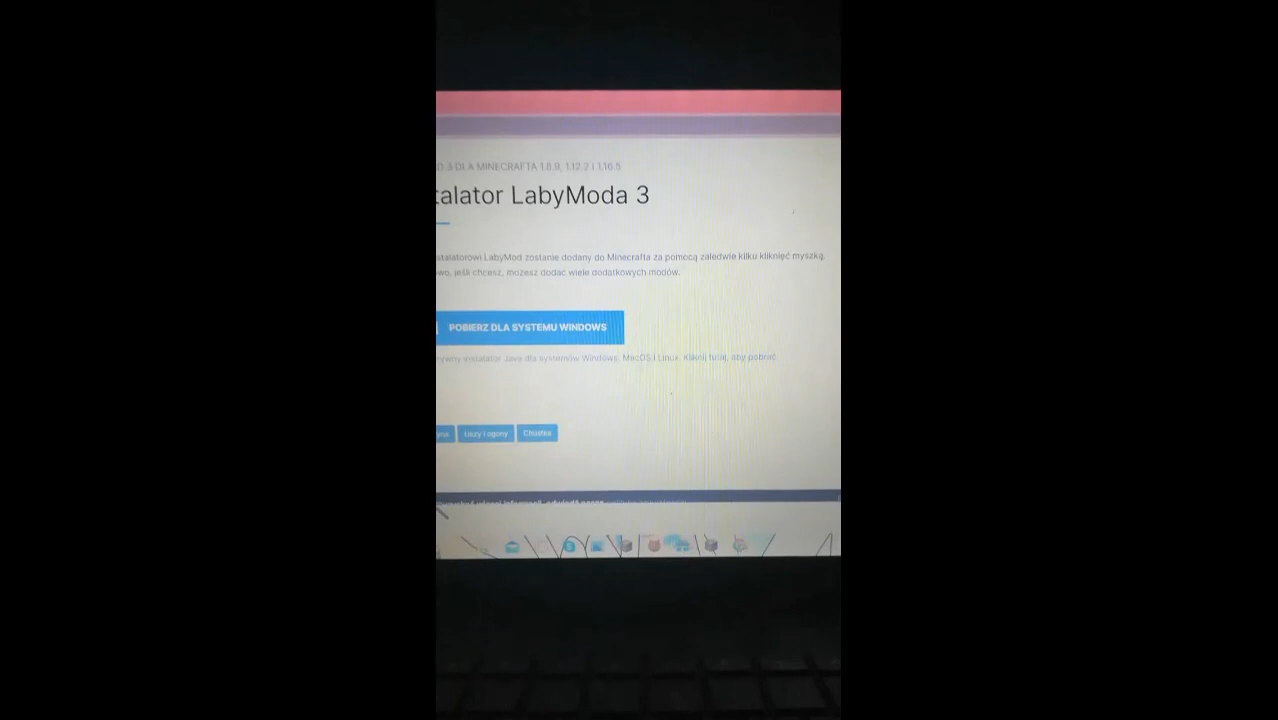 3 DLA MINECRAFTA 1.8.9, 1.12.2 I 1.16.5
talator LabyModa 3
stalatorowi LabyMod zostanie dodany do Minecrafta za pomocą zaledwie kilku kliknięć myszką,
wo, jeśli chcesz, możesz dodać wiele dodatkowych modów.
POBIERZ DLA SYSTEMU WINDOWS
tywny instalator Java dla systemów Windows, MacOS i Linux. Kliknij tutaj, aby pobrać.
Uszy i ogony
Chustka